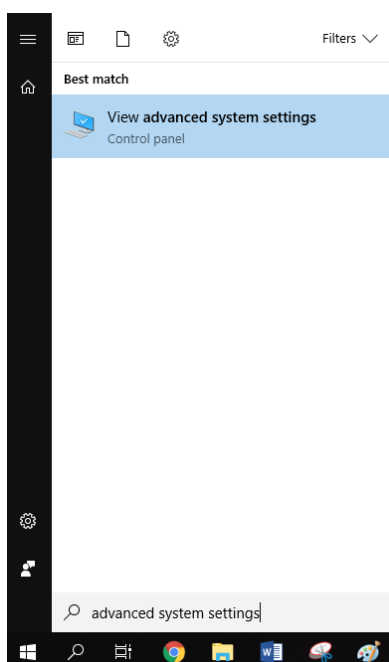 Filters
Best match
View advanced system settings
Control panel
advanced system settings